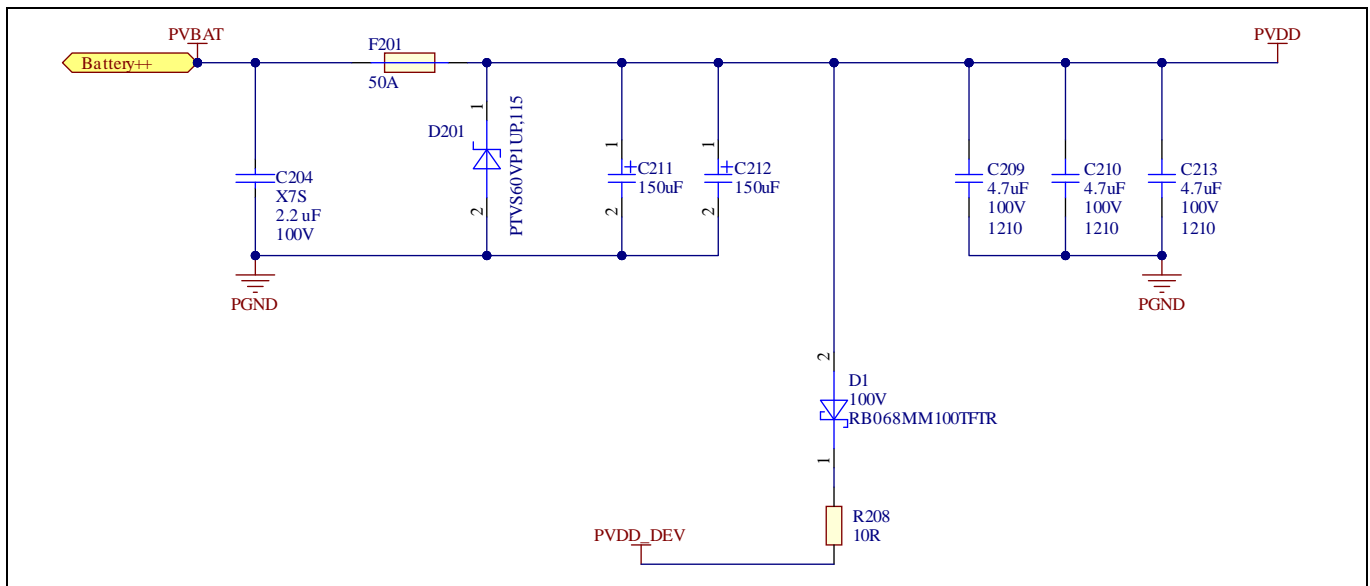 PVBAT
Battery++
F201
50A
PVDD
C204
X7S
2.2 uF
100V
PGND
D201
1
2
PTVS60VP1UP,115
1
C211
150uF
2
1
C212
150uF
2
C209
4.7uF
100V
1210
C210
4.7uF
100V
1210
C213
4.7uF
100V
1210
PGND
2
D1
100V
RB068MM100TFTR
1
R208
10R
PVDD_DEV